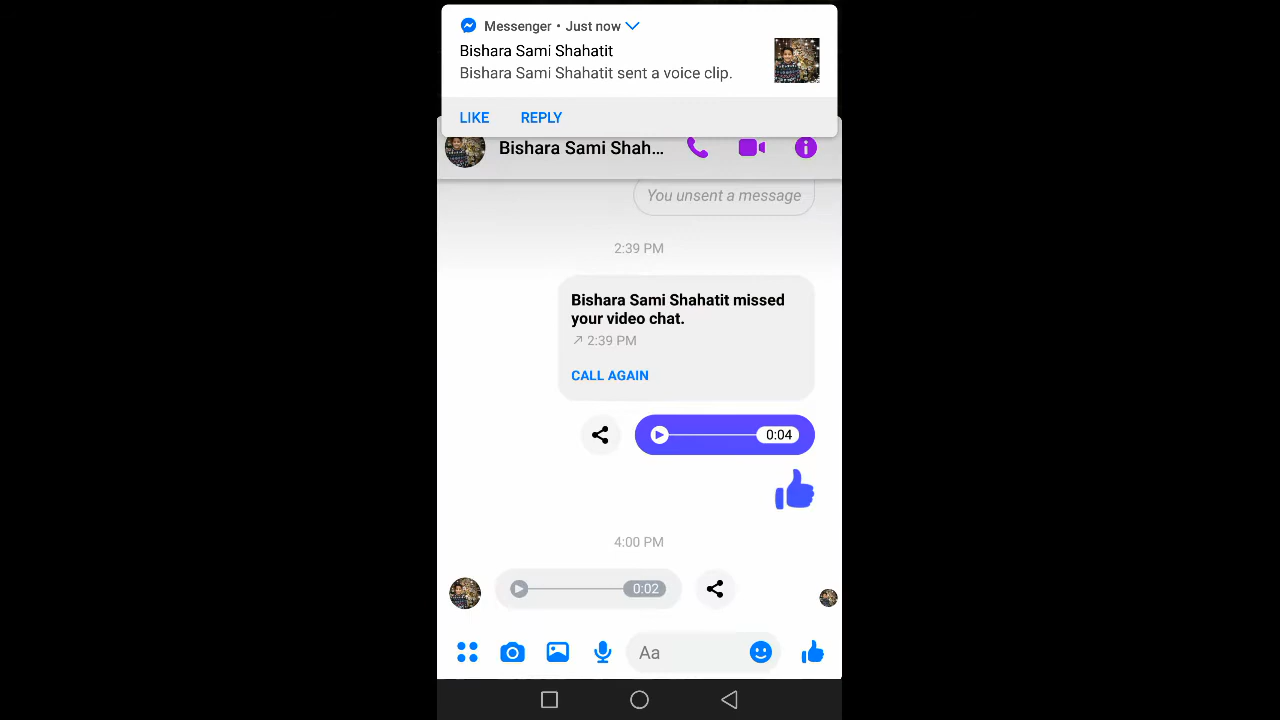 Messenger • Just now
Bishara Sami Shahatit
Bishara Sami Shahatit sent a voice clip.
LIKE REPLY
Bishara Sami Shah...
You unsent a message
2:39 PM
Bishara Sami Shahatit missed
your video chat.
2:39 PM
CALL AGAIN
0:04
4:00 PM
0:02
Aa